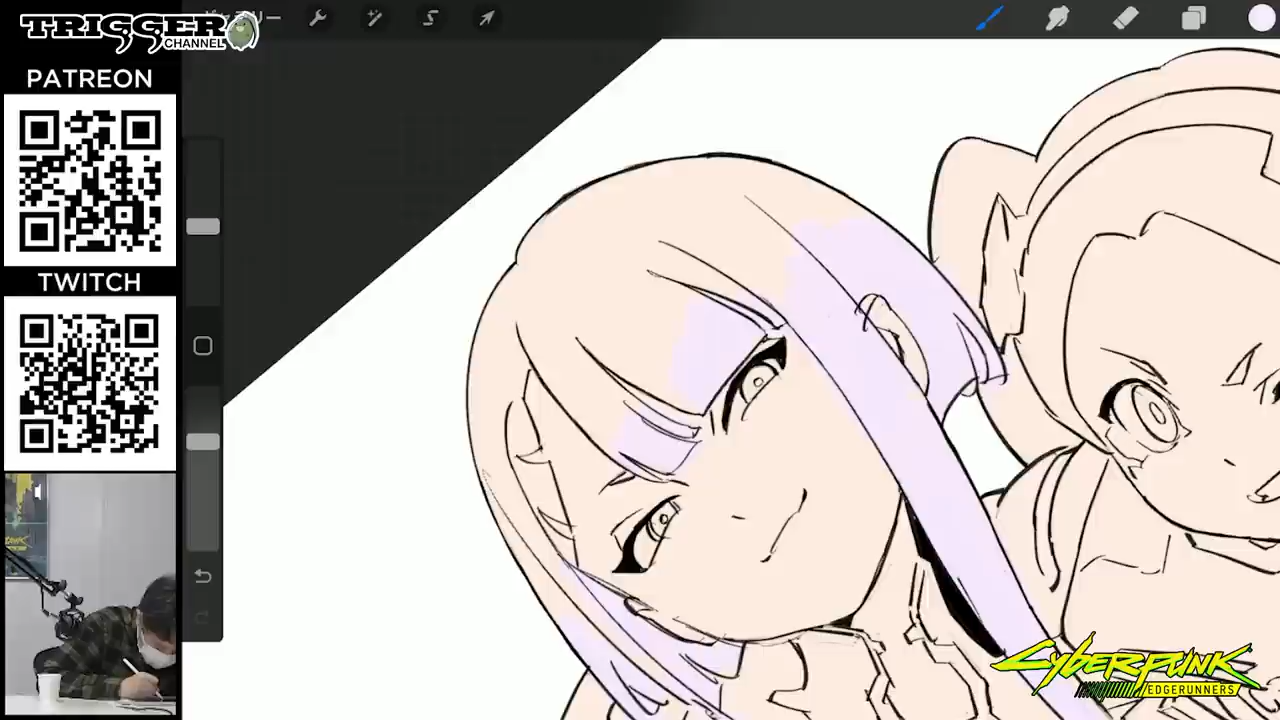 TRIGGER
CHANNEL
PATREON
TWITCH
CYBERPUNK
EDGERUNNERS